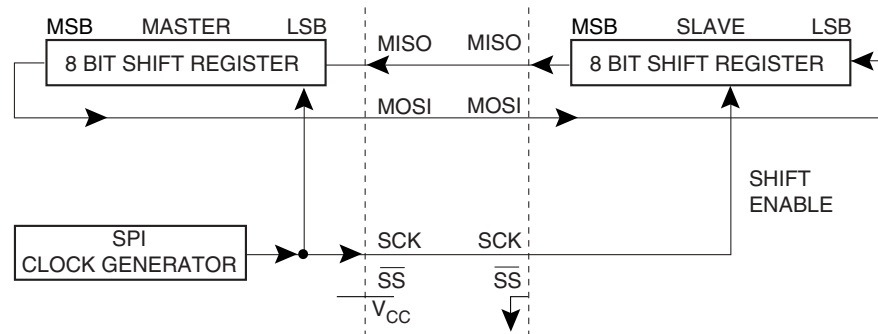 MSB MASTER LSB
8 BIT SHIFT REGISTER
MISO MISO
MSB SLAVE LSB
8 BIT SHIFT REGISTER
MOSI MOSI
SHIFT
ENABLE
SPI
CLOCK GENERATOR
SCK SCK
SS SS
VCC